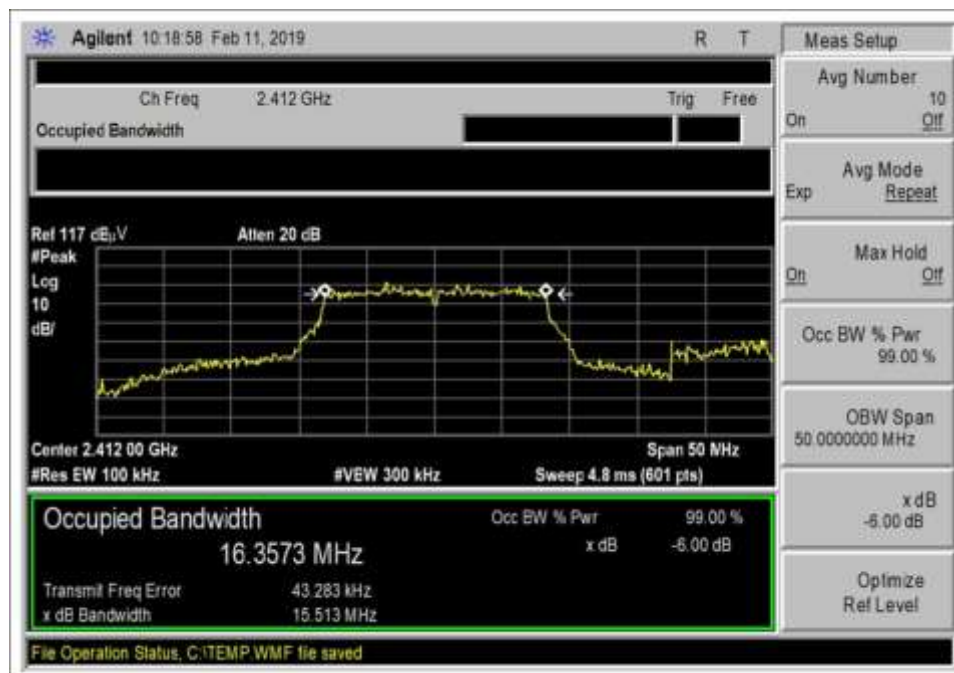 Agilent 10:18:58 Feb 11, 2019 R T
Ch Freq 2.412 GHz Trig Free
Occupied Bandwidth
Ref 117 dBµV Atten 20 dB
#Peak
Log
10
dB/
Center 2.412 00 GHz Span 50 MHz
#Res BW 100 kHz #VBW 300 kHz Sweep 4.8 ms (601 pts)
Occupied Bandwidth Occ BW % Pwr 99.00 %
16.3573 MHz x dB -6.00 dB
Transmit Freq Error 43.283 kHz
x dB Bandwidth 15.513 MHz
File Operation Status, C:\TEMP.WMF file saved
Meas Setup
Avg Number
10
On Off
Avg Mode
Exp Repeat
Max Hold
On Off
Occ BW % Pwr
99.00 %
OBW Span
50.0000000 MHz
x dB
-6.00 dB
Optimize
Ref Level